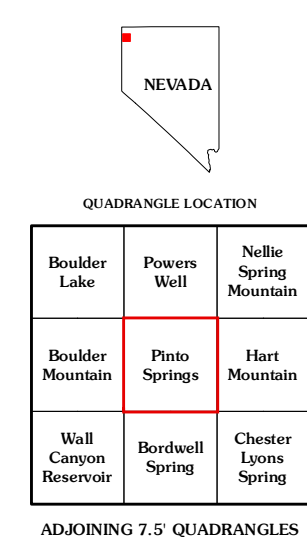 NEVADA
QUADRANGLE LOCATION
Boulder
Lake
Powers
Well
Nellie
Spring
Mountain
Boulder
Mountain
Pinto
Springs
Hart
Mountain
Wall
Canyon
Reservoir
Bordwell
Spring
Chester
Lyons
Spring
ADJOINING 7.5' QUADRANGLES